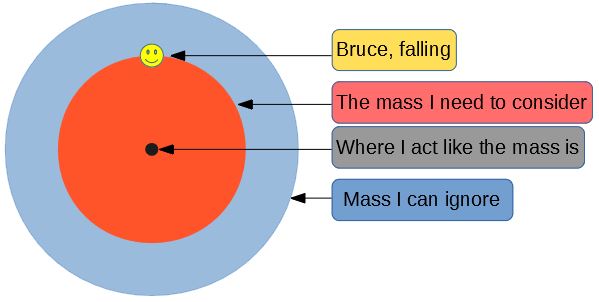 Bruce, falling
The mass I need to consider
Where I act like the mass is
Mass I can ignore